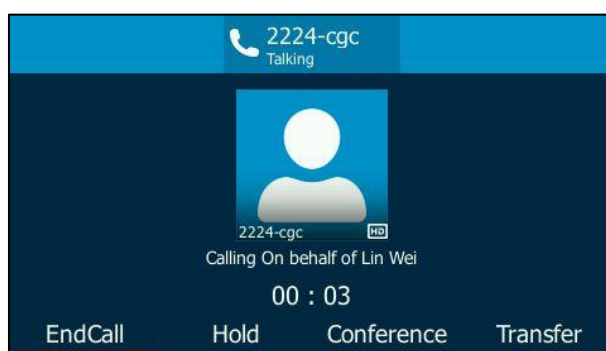 2224-cgc
Talking
2224-cgc HD
Calling On behalf of Lin Wei
00 : 03
EndCall Hold Conference Transfer